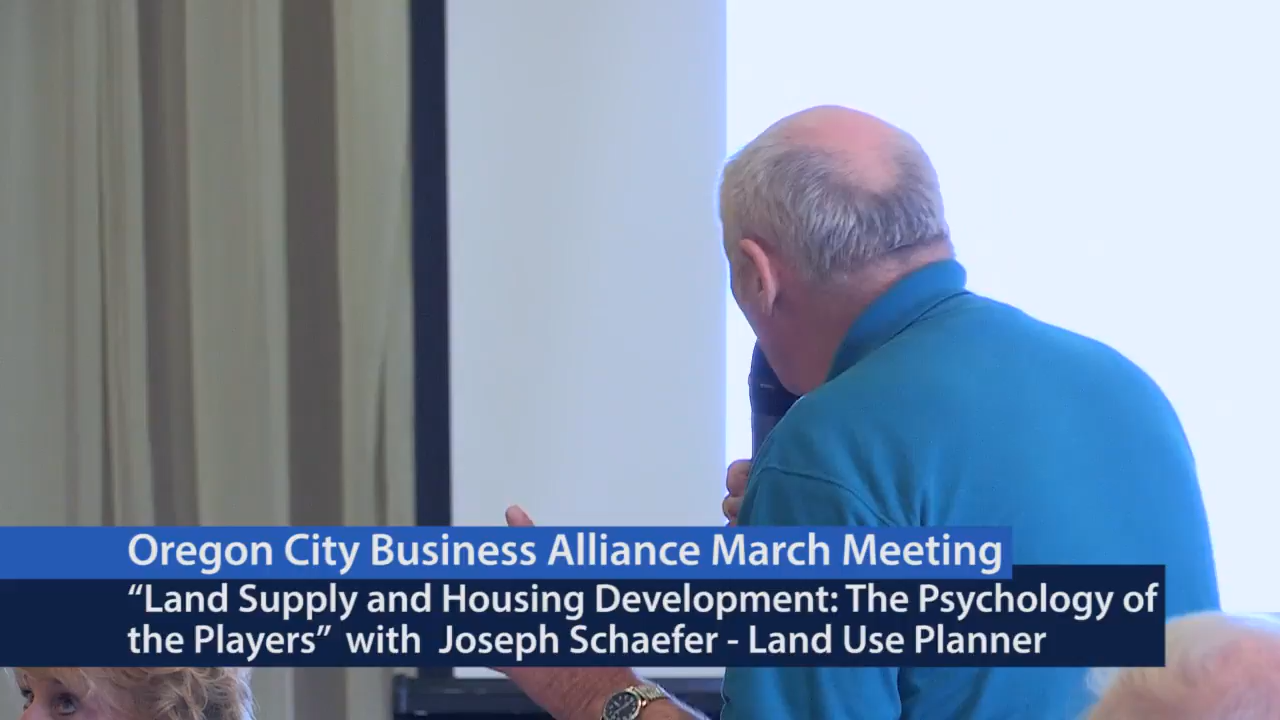 Oregon City Business Alliance March Meeting
“Land Supply and Housing Development: The Psychology of
the Players” with Joseph Schaefer - Land Use Planner